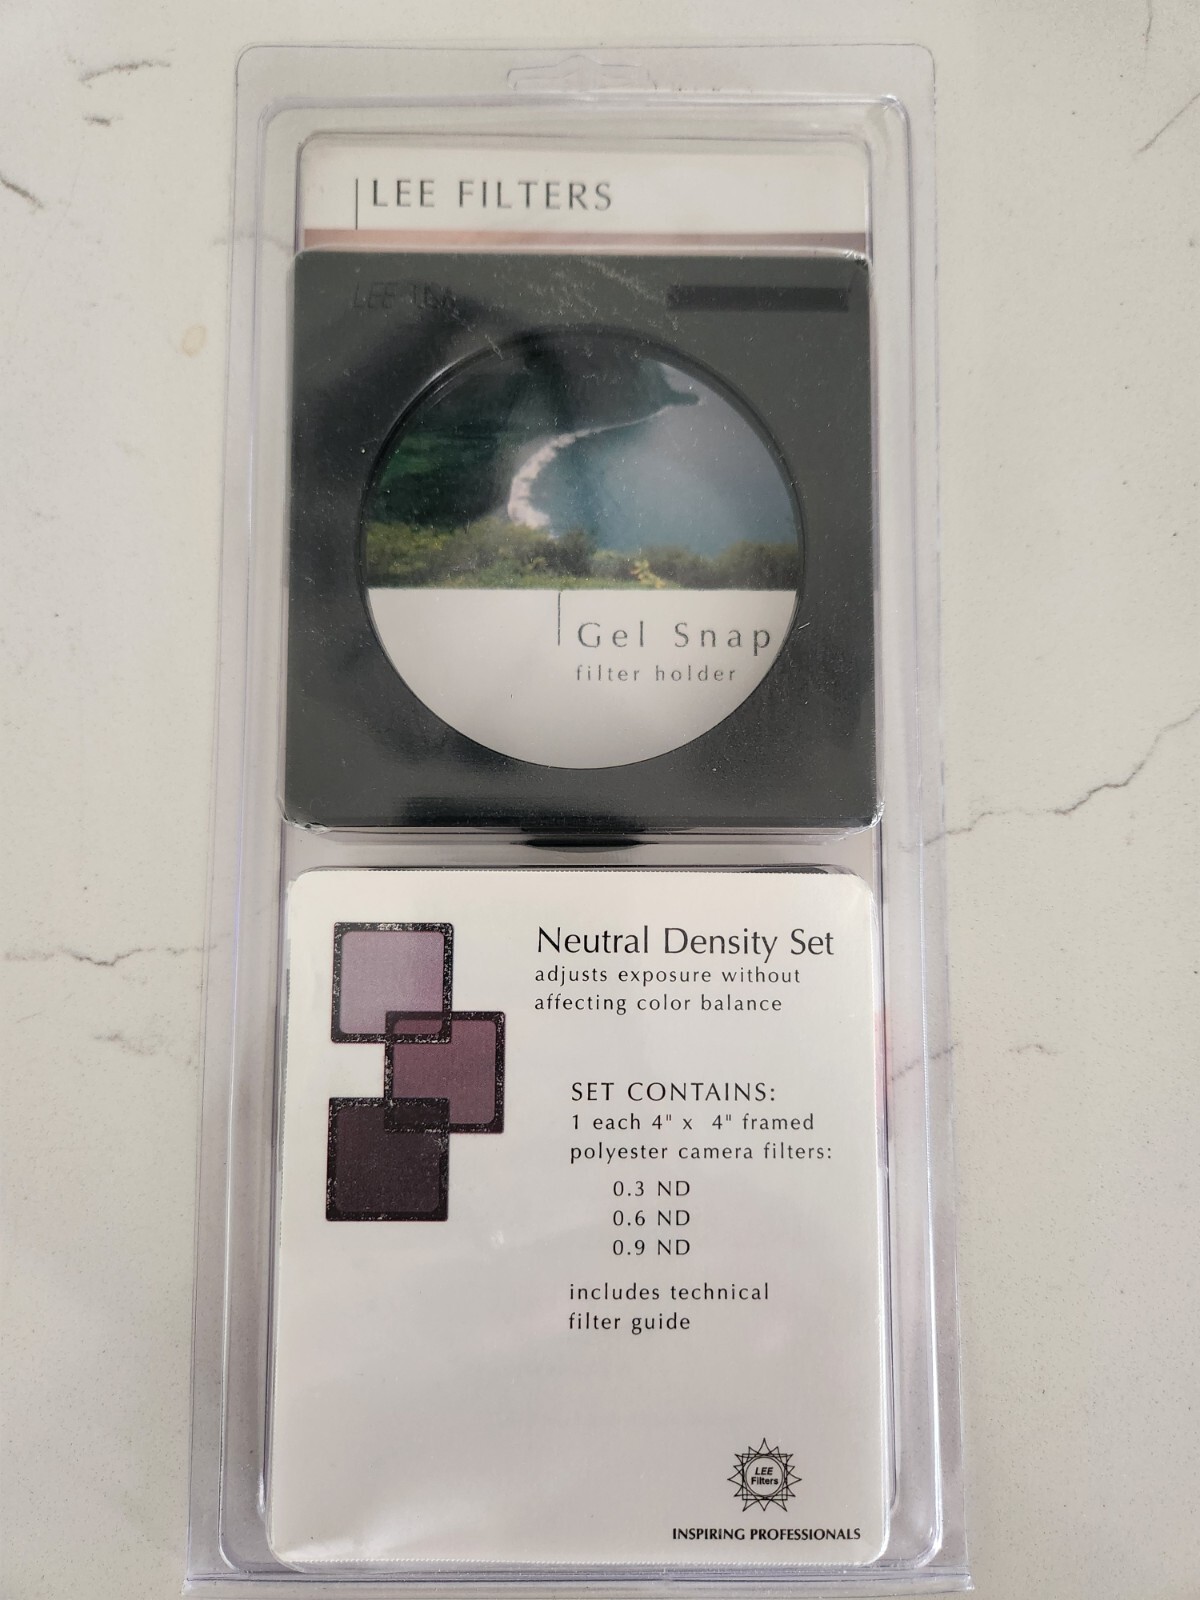 LEE FILTERS
LEE
Gel Snap
filter holder
Neutral Density Set
adjusts exposure without
affecting color balance
SET CONTAINS:
1 each 4" x 4" framed
polyester camera filters:
0.3 ND
0.6 ND
0.9 ND
includes technical
filter guide
LEE
Filters
INSPIRING PROFESSIONALS